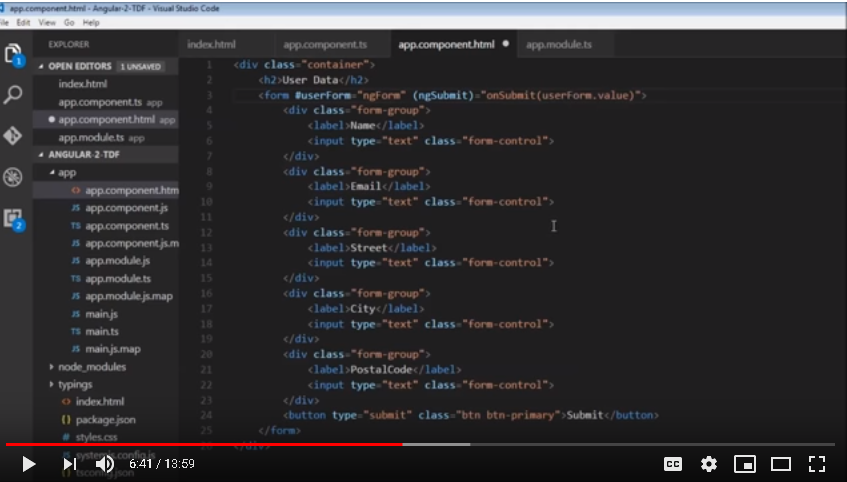 app.component.html - Angular-2-TDF - Visual Studio Code
File Edit View Go Help
EXPLORER
OPEN EDITORS 1 UNSAVED
index.html
app.component.ts app
app.component.html app
app.module.ts app
ANGULAR-2-TDF
app
app.component.htm
app.component.js
app.component.ts
app.component.js.m
app.module.js
app.module.ts
app.module.js.map
main.js
main.ts
main.js.map
node_modules
typings
index.html
package.json
styles.css
systemjs.config.js
tsconfig.json
index.html app.component.ts app.component.html app.module.ts
1 <div class="container">
2 <h2>User Data</h2>
3 <form #userForm="ngForm" (ngSubmit)="onSubmit(userForm.value)">
4 <div class="form-group">
5 <label>Name</label>
6 <input type="text" class="form-control">
7 </div>
8 <div class="form-group">
9 <label>Email</label>
10 <input type="text" class="form-control">
11 </div>
12 <div class="form-group">
13 <label>Street</label>
14 <input type="text" class="form-control">
15 </div>
16 <div class="form-group">
17 <label>City</label>
18 <input type="text" class="form-control">
19 </div>
20 <div class="form-group">
21 <label>PostalCode</label>
22 <input type="text" class="form-control">
23 </div>
24 <button type="submit" class="btn btn-primary">Submit</button>
25 </form>
26 </div>
1
2
6:41 / 13:59
CC